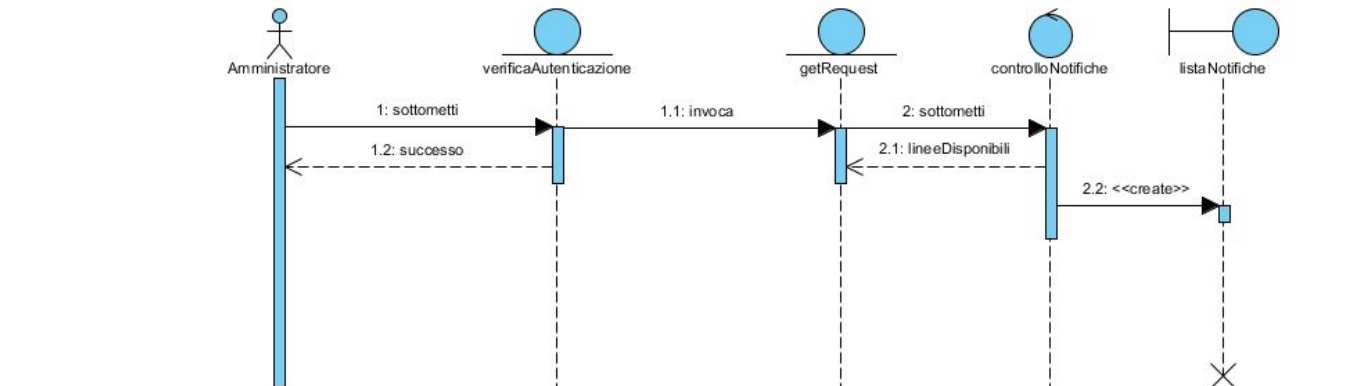 Amministratore
verificaAutenticazione
getRequest
controlloNotifiche
listaNotifiche
1: sottometti
1.1: invoca
2: sottometti
1.2: successo
2.1: lineeDisponibili
2.2: <<create>>